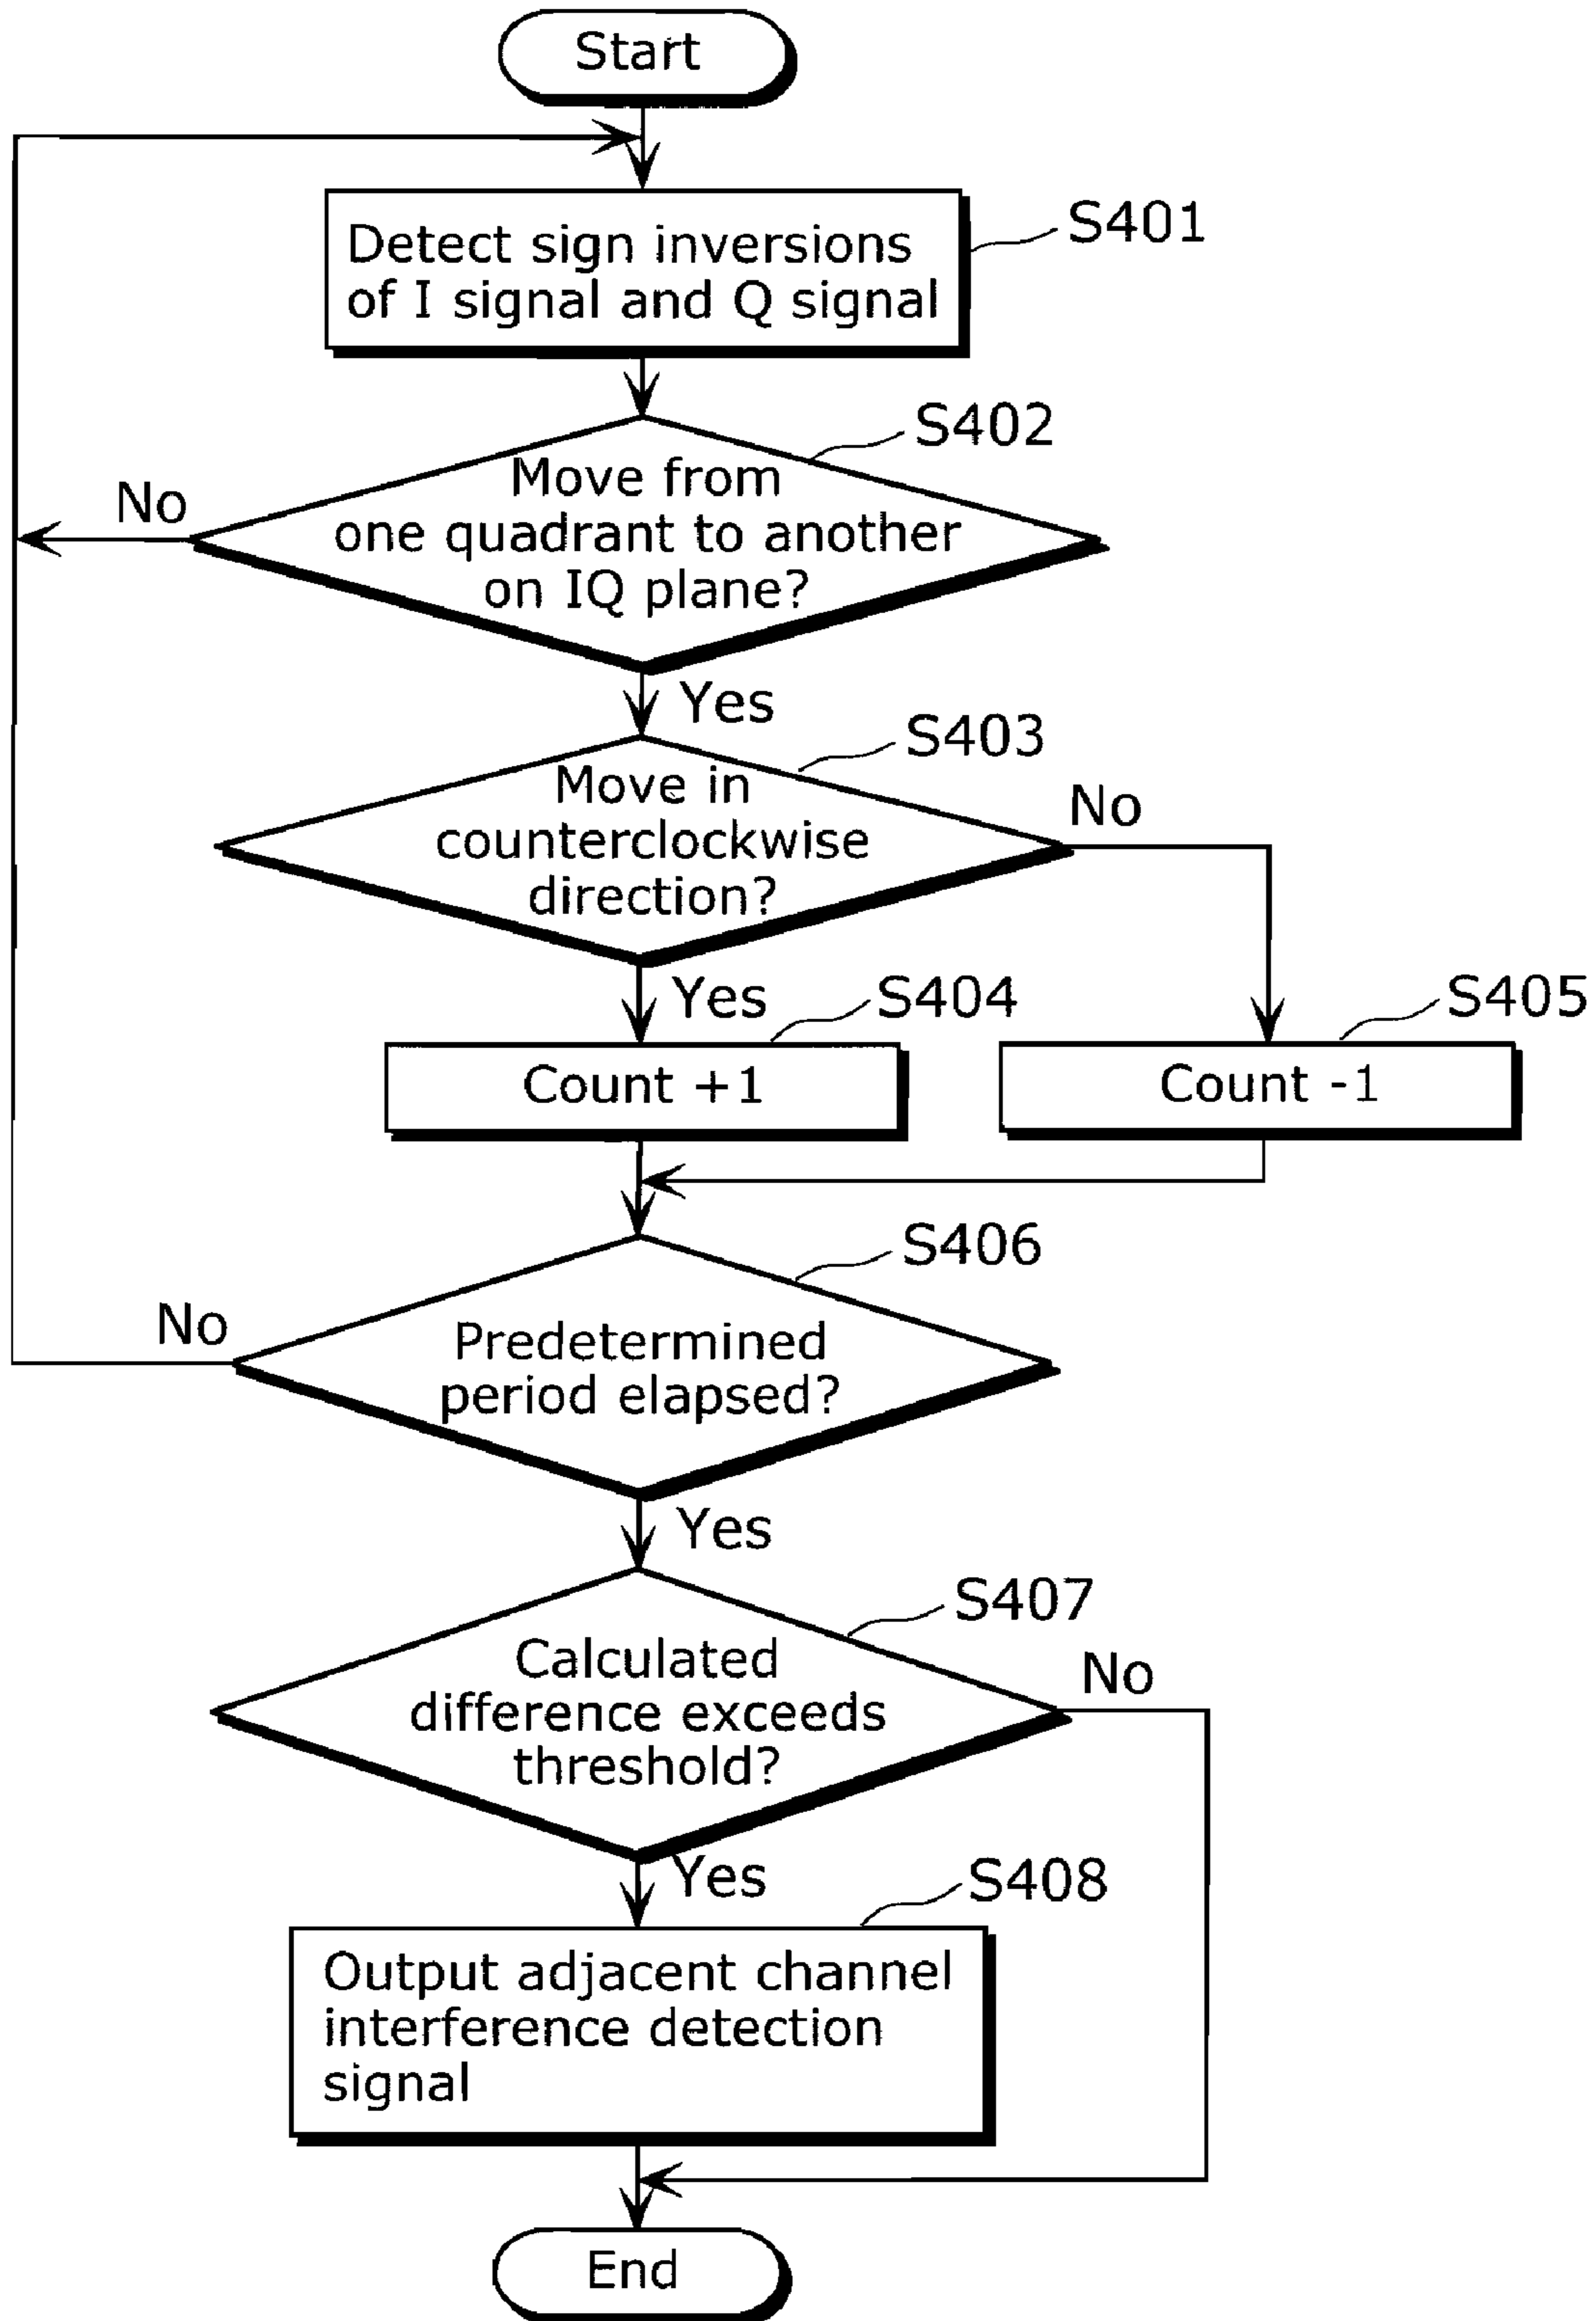 Start
S401
Detect sign inversions
of I signal and Q signal
S402
Move from
one quadrant to another
on IQ plane?
No
Yes
S403
Move in
counterclockwise
direction?
No
Yes
S404
S405
Count +1
Count -1
S406
Predetermined
period elapsed?
No
Yes
S407
Calculated
difference exceeds
threshold?
No
Yes
S408
Output adjacent channel
interference detection
signal
End